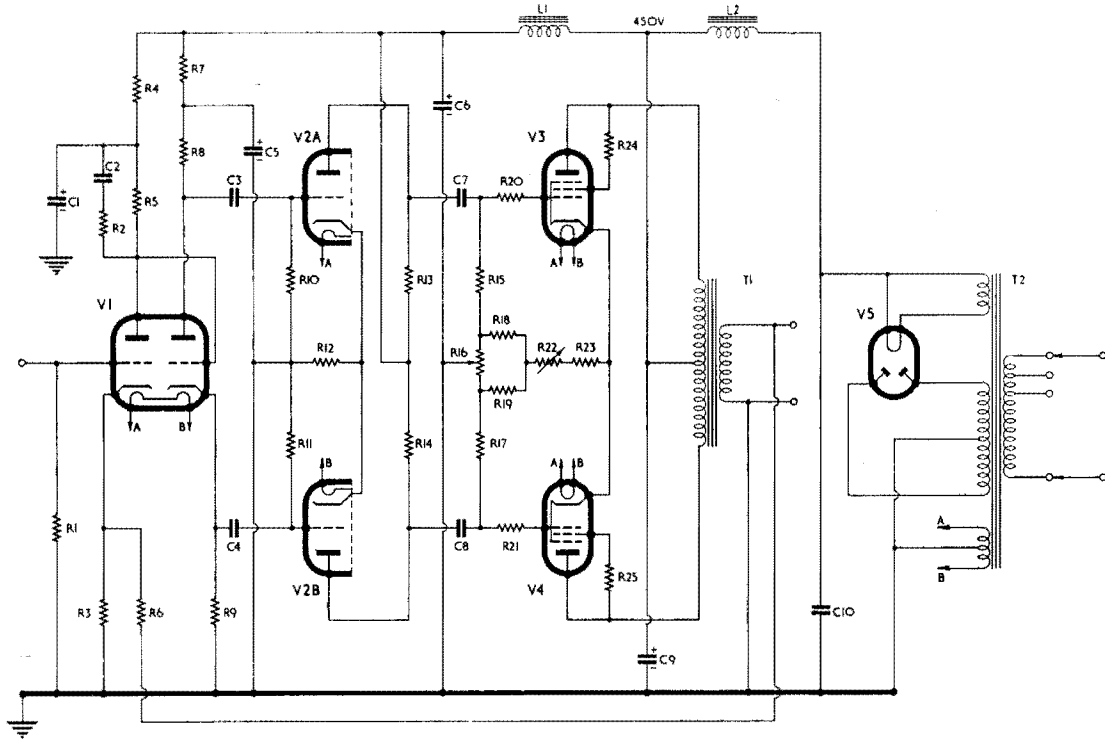 L1
450V
L2
R7
R4
C6
V2A
V3
R24
C2
R8
C5
C3
C7
R20
C1
R5
R2
A
A B
V1
R10
R13
R15
T1
T2
V5
R18
R12
R16
R22
R23
R19
A
B
R11
R14
R17
B
A B
R1
C4
C8
R21
A
V2B
V4
R25
B
R3
R6
R9
C10
C9